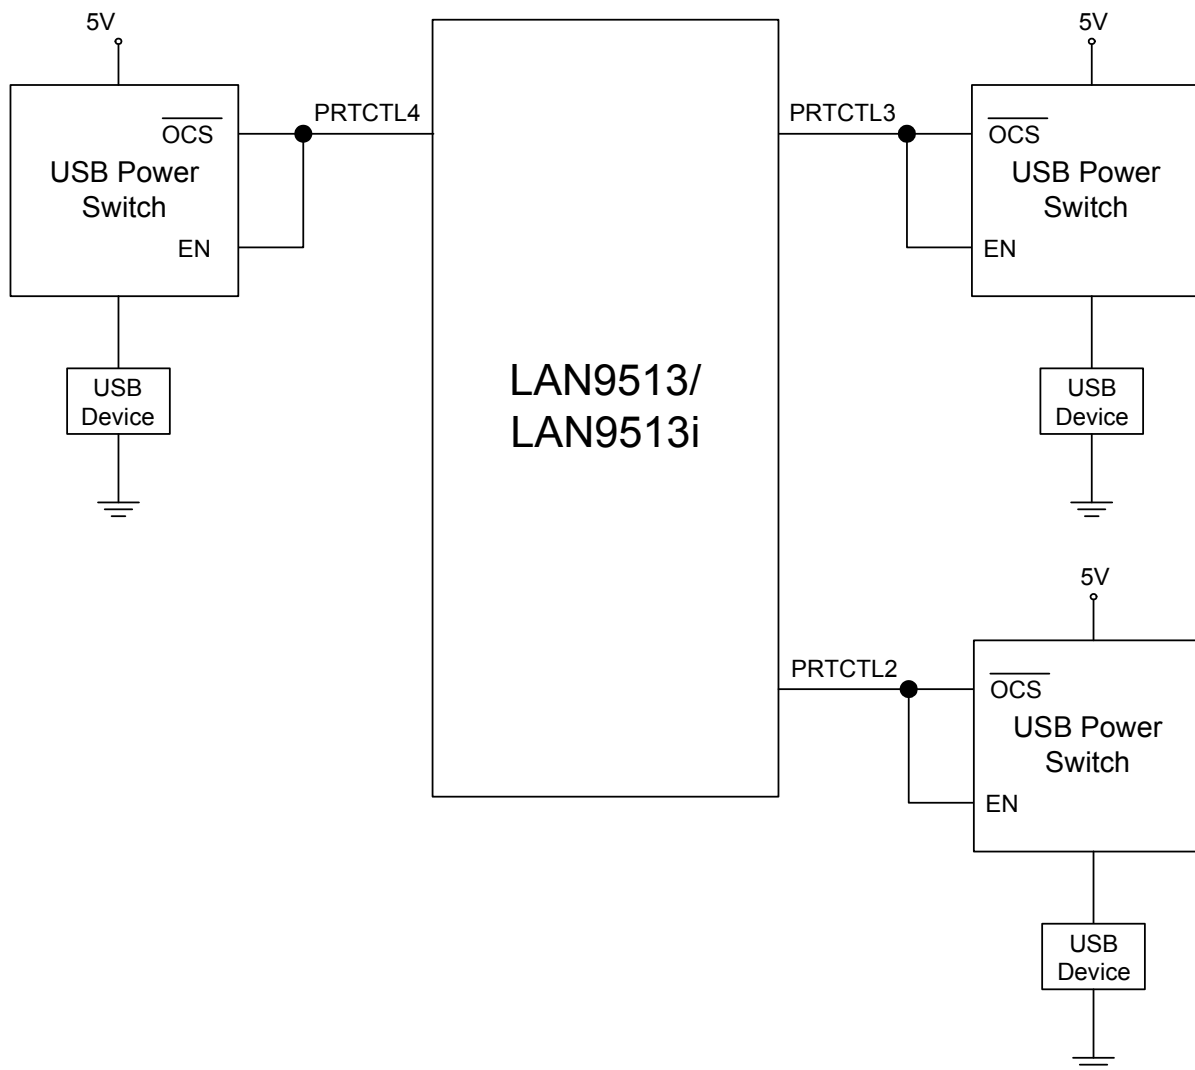 5V
OCS
USB Power
Switch
EN
USB
Device
PRTCTL4
LAN9513/
LAN9513i
PRTCTL3
5V
OCS
USB Power
Switch
EN
USB
Device
PRTCTL2
5V
OCS
USB Power
Switch
EN
USB
Device